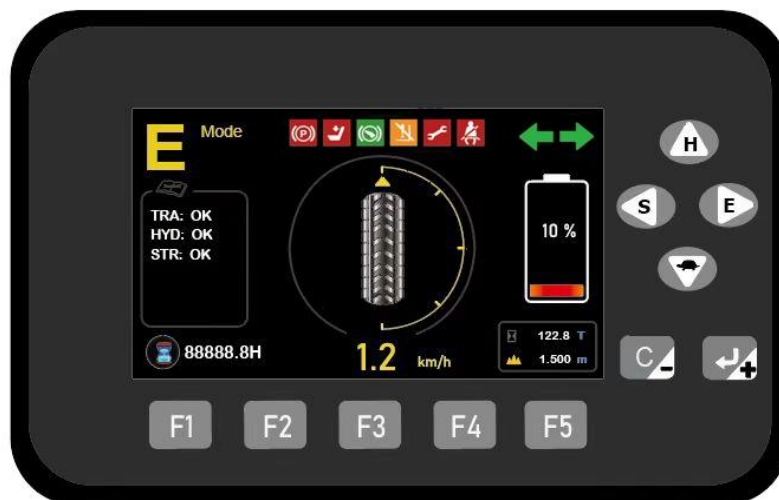 E Mode
H
S
E
TRA: OK
HYD: OK
STR: OK
10 %
88888.8H
1.2 km/h
122.8 T
1.500 m
C -
+
F1
F2
F3
F4
F5